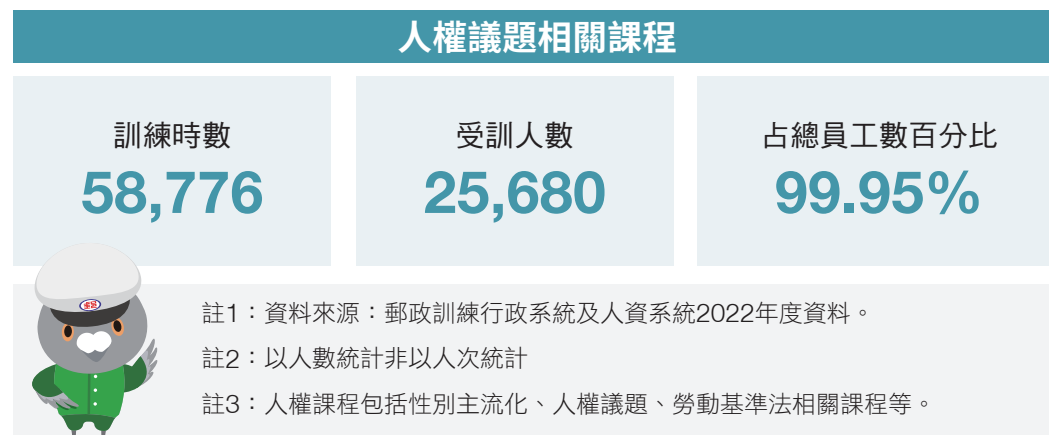 人權議題相關課程
訓練時數
58,776
受訓人數
25,680
占總員工數百分比
99.95%
註1：資料來源：郵政訓練行政系統及人資系統2022年度資料。
註2：以人數統計非以人次統計
註3：人權課程包括性別主流化、人權議題、勞動基準法相關課程等。